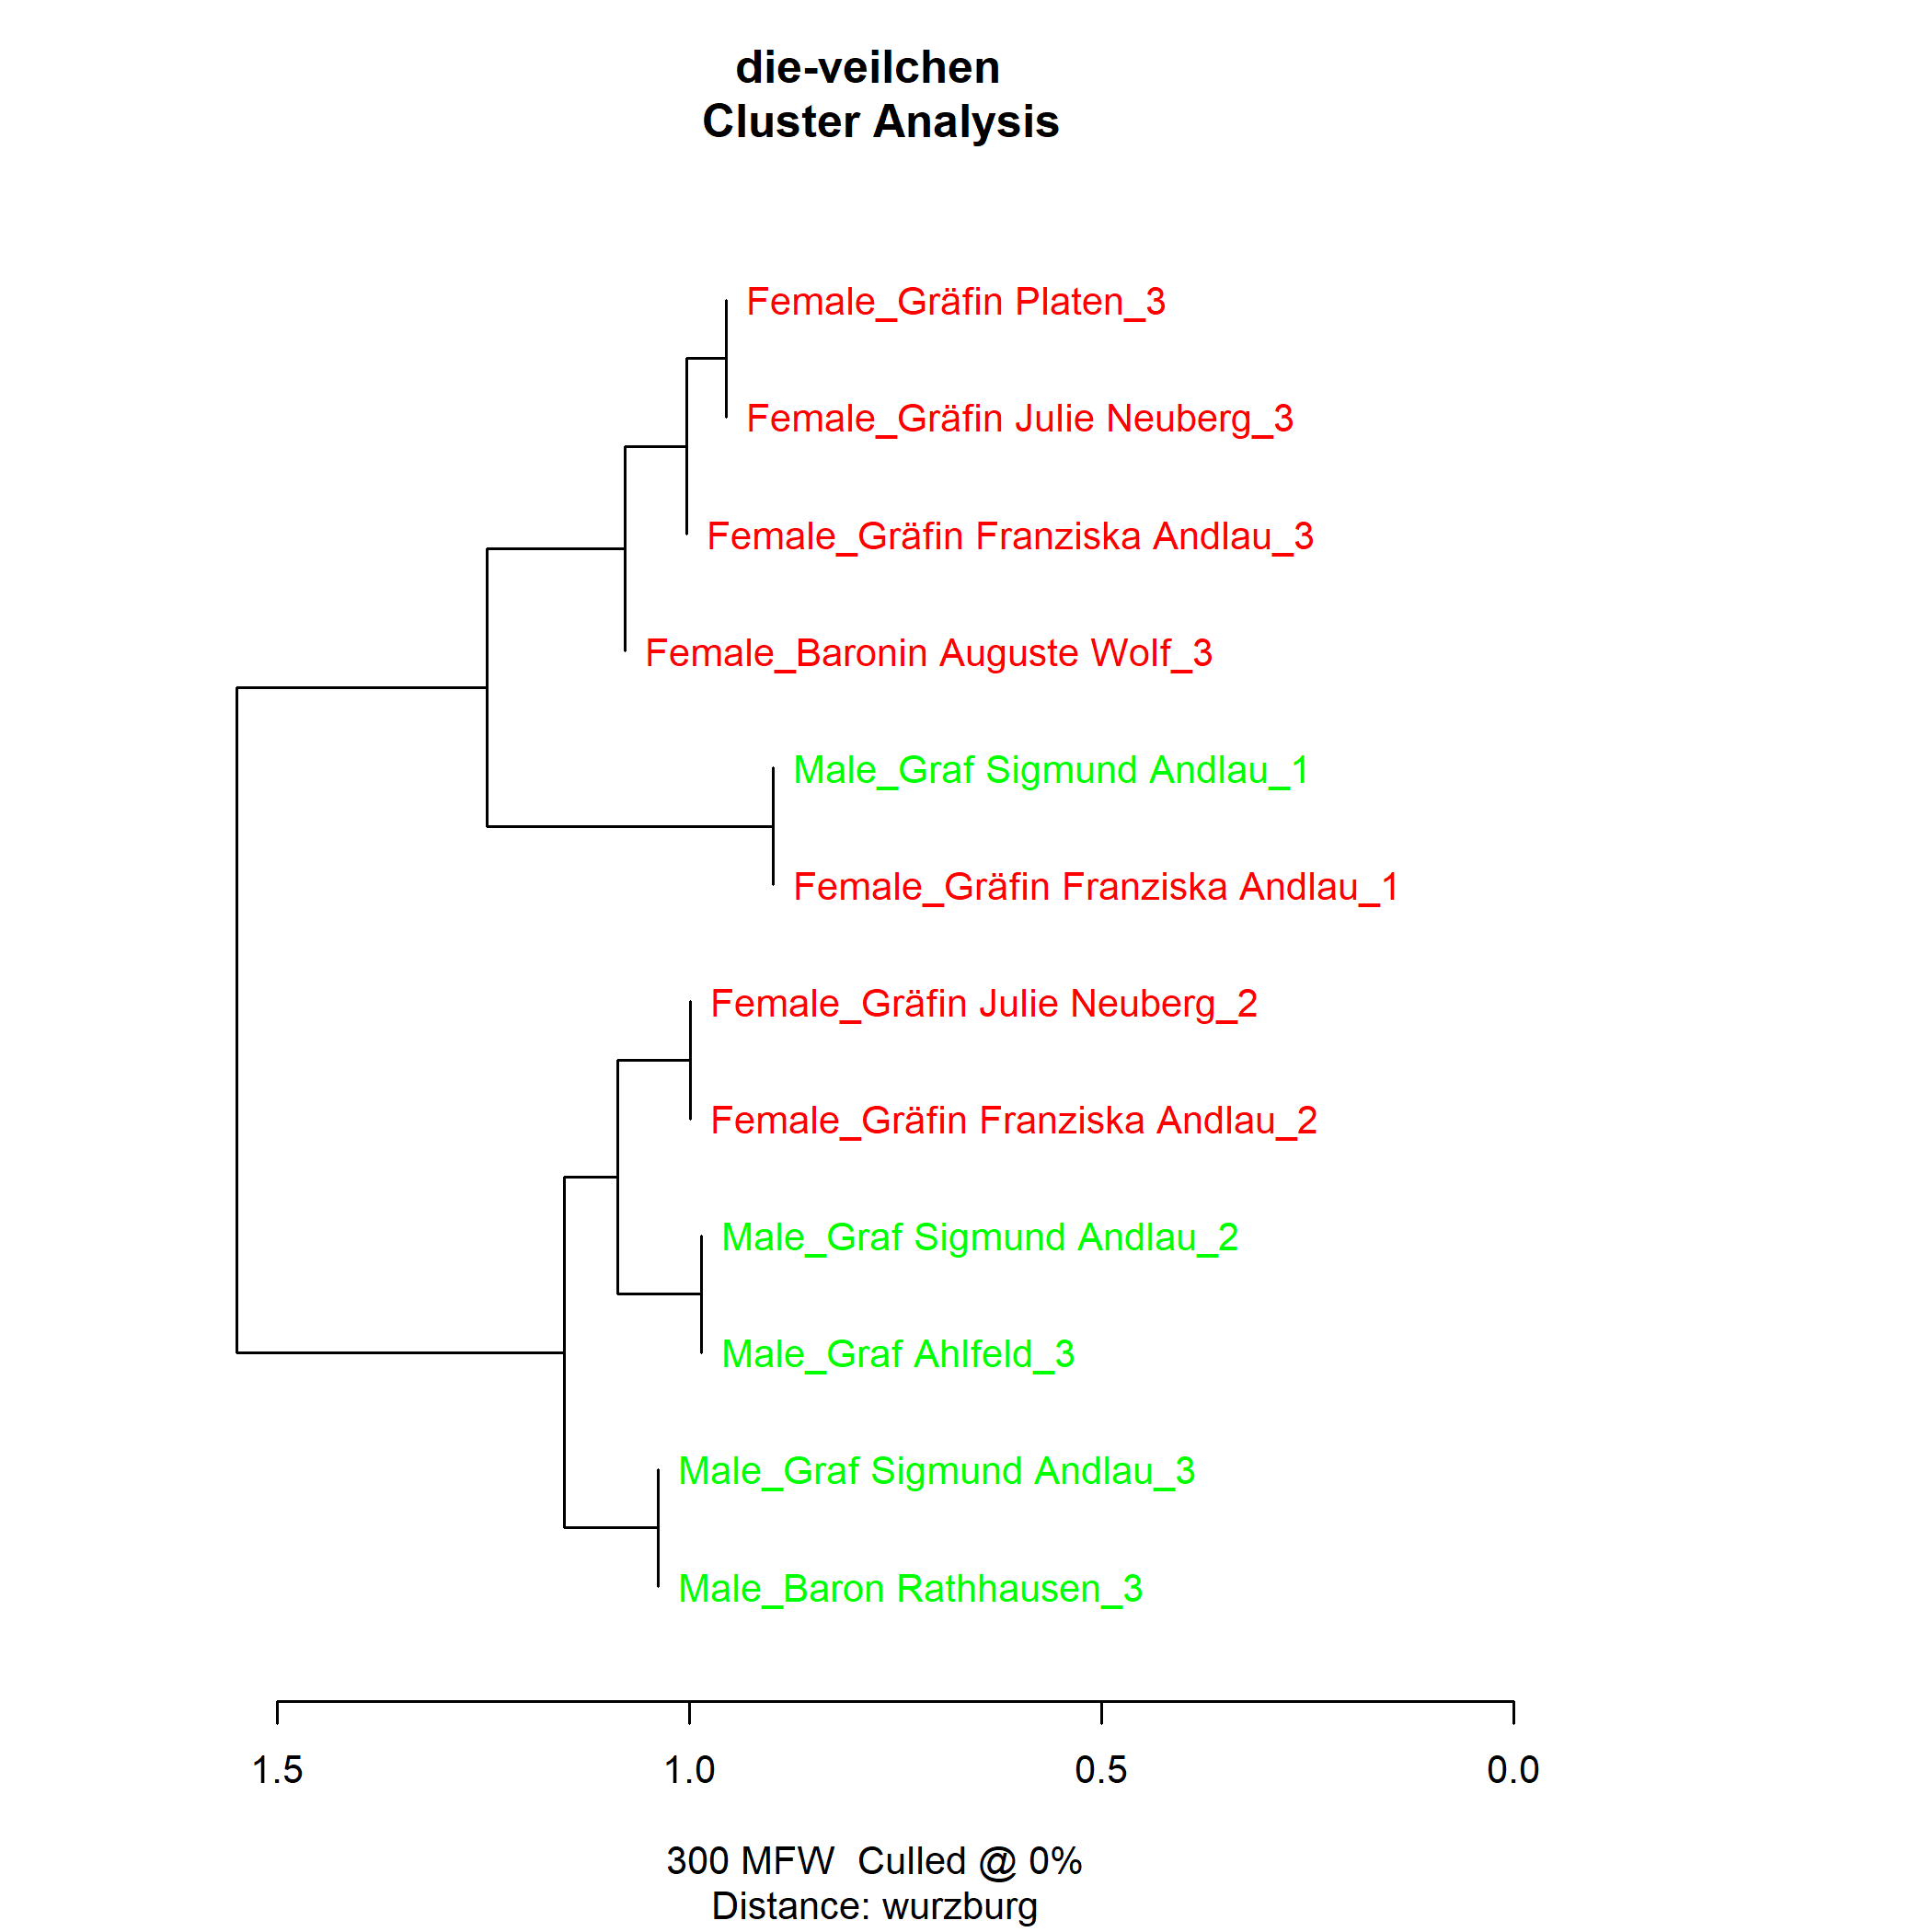 die-veilchen
Cluster Analysis
Female_Gräfin Platen_3
Female_Gräfin Julie Neuberg_3
Female_Gräfin Franziska Andlau_3
Female_Baronin Auguste Wolf_3
Male_Graf Sigmund Andlau_1
Female_Gräfin Franziska Andlau_1
Female_Gräfin Julie Neuberg_2
Female_Gräfin Franziska Andlau_2
Male_Graf Sigmund Andlau_2
Male_Graf Ahlfeld_3
Male_Graf Sigmund Andlau_3
Male_Baron Rathhausen_3
1.5 1.0 0.5 0.0
300 MFW  Culled @ 0%
Distance: wurzburg